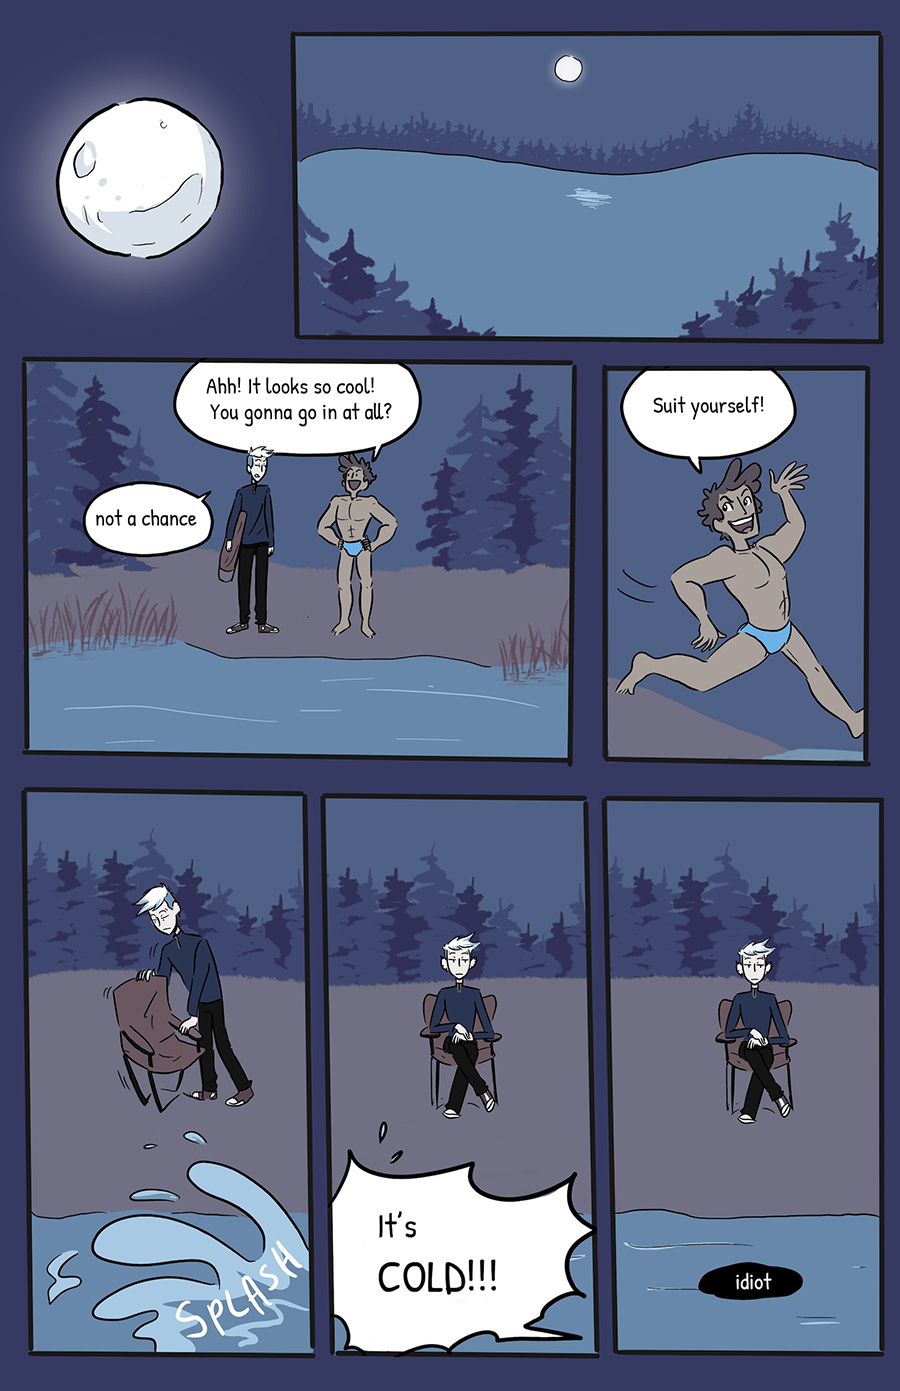 Ahh! It looks so cool!
You gonna go in at all?
not a chance
Suit yourself!
SPLASH
It's
COLD!!!
idiot